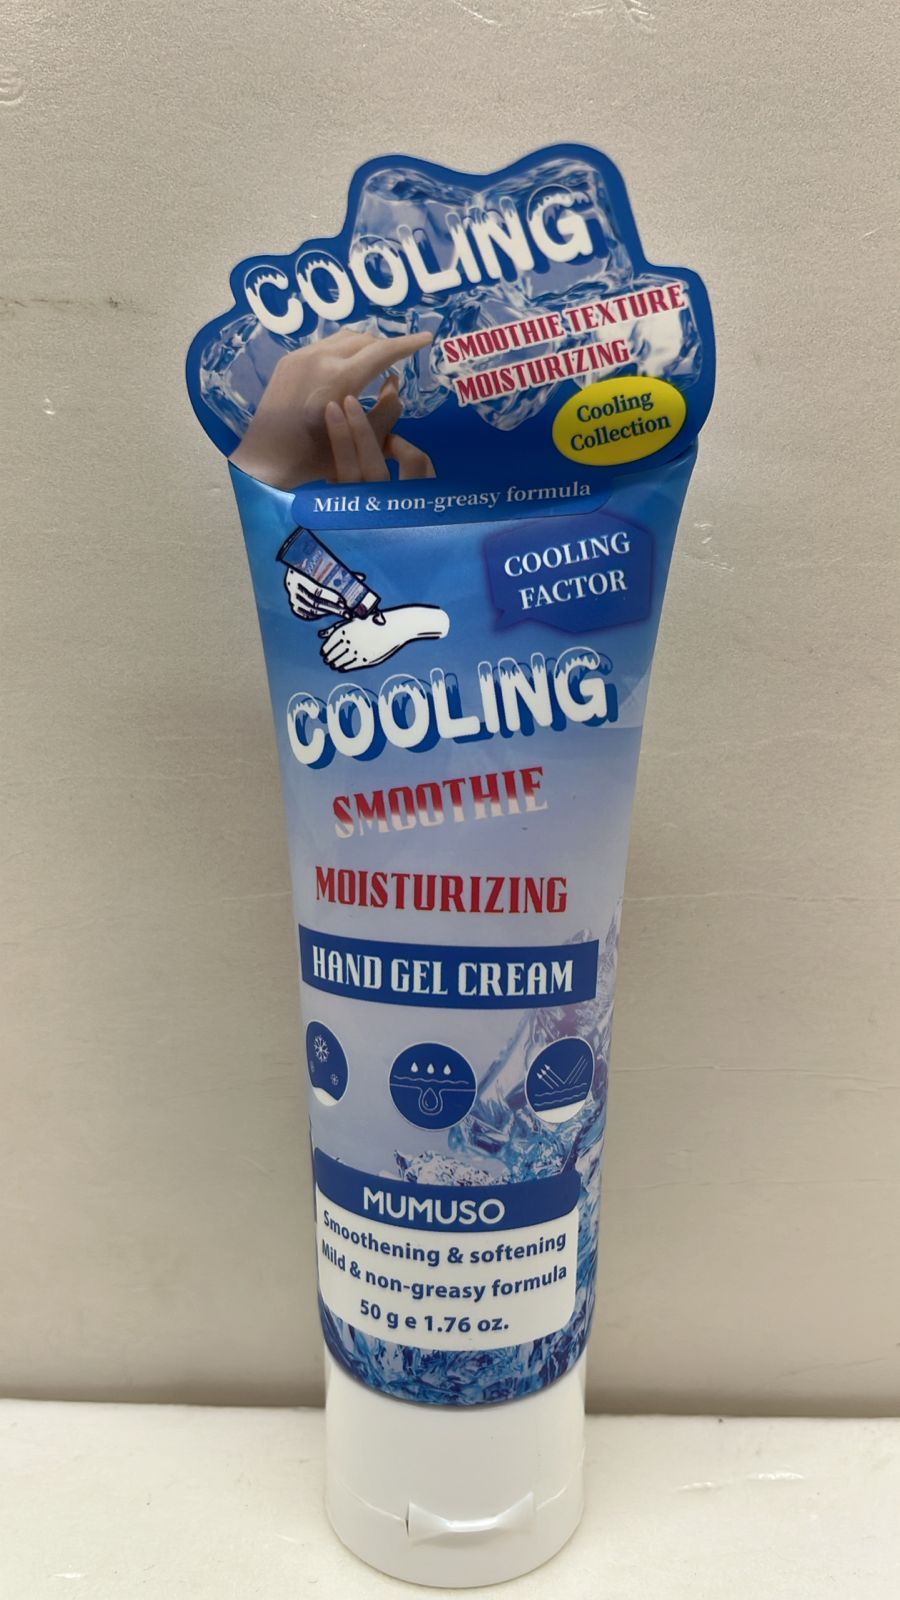 COOLING
SMOOTHIE TEXTURE
MOISTURIZING
Cooling
Collection
Mild & non-greasy formula
COOLING
FACTOR
COOLING
SMOOTHIE
MOISTURIZING
HAND GEL CREAM
MUMUSO
Smoothening & softening
Mild & non-greasy formula
50 g e 1.76 oz.